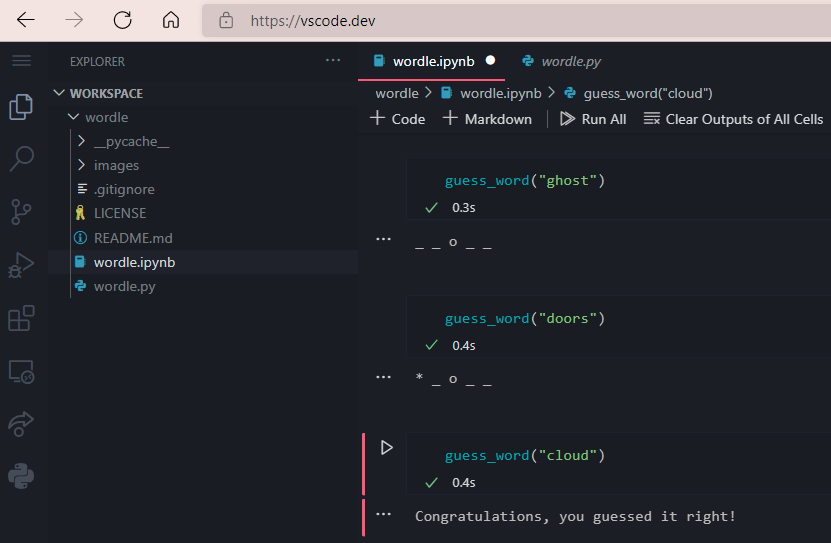 https://vscode.dev
EXPLORER ···
wordle.ipynb wordle.py
WORKSPACE
wordle > wordle.ipynb > guess_word("cloud")
wordle
+ Code + Markdown Run All Clear Outputs of All Cells
__pycache__
images
.gitignore
LICENSE
README.md
wordle.ipynb
wordle.py
guess_word("ghost")
0.3s
··· _ _ o _ _
guess_word("doors")
0.4s
··· * _ o _ _
guess_word("cloud")
0.4s
··· Congratulations, you guessed it right!